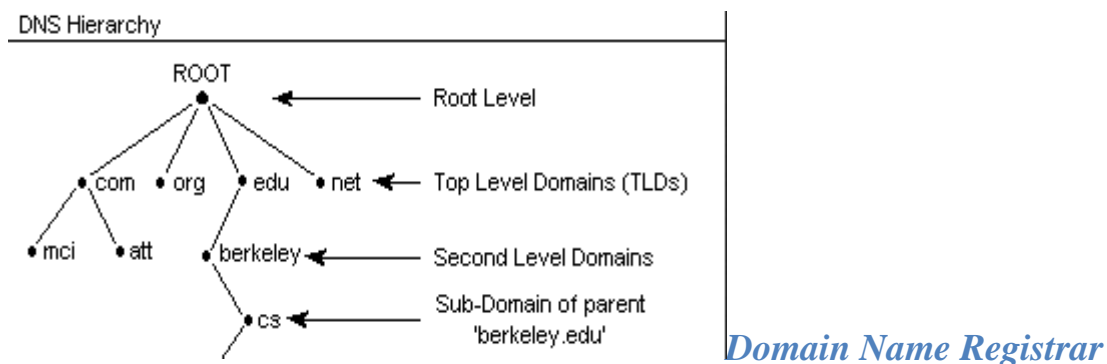 DNS Hierarchy
ROOT
Root Level
com org edu net Top Level Domains (TLDs)
mci att berkeley Second Level Domains
cs Sub-Domain of parent
'berkeley.edu'
Domain Name Registrar